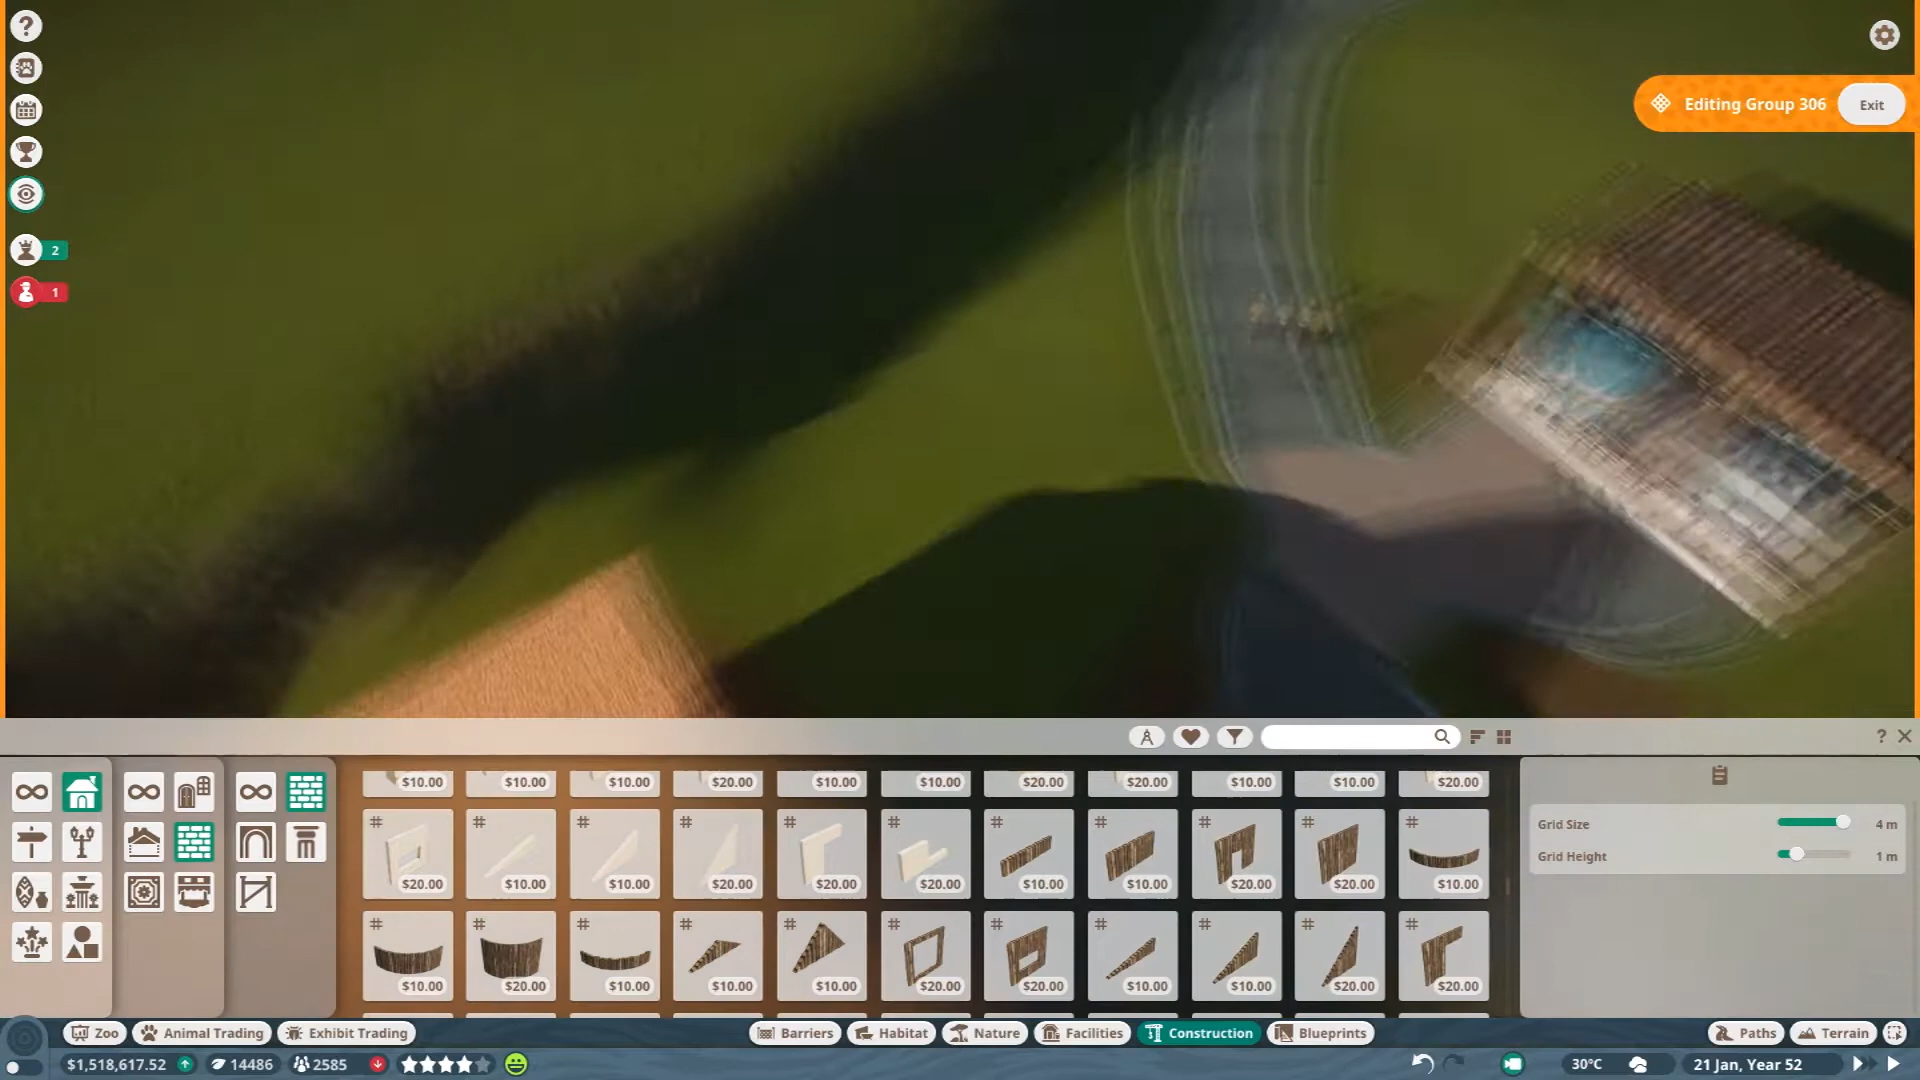 ?
Editing Group 306 Exit
2
1
?
$10.00 $10.00 $10.00 $20.00 $10.00 $10.00 $20.00 $20.00 $10.00 $10.00 $20.00
$20.00 $10.00 $10.00 $20.00 $20.00 $20.00 $10.00 $10.00 $20.00 $20.00 $10.00
$10.00 $20.00 $10.00 $10.00 $10.00 $20.00 $20.00 $10.00 $10.00 $20.00 $20.00
Grid Size 4 m
Grid Height 1 m
Zoo Animal Trading Exhibit Trading Barriers Habitat Nature Facilities Construction Blueprints Paths Terrain
$1,518,617.52 14486 2585 30°C 21 Jan, Year 52